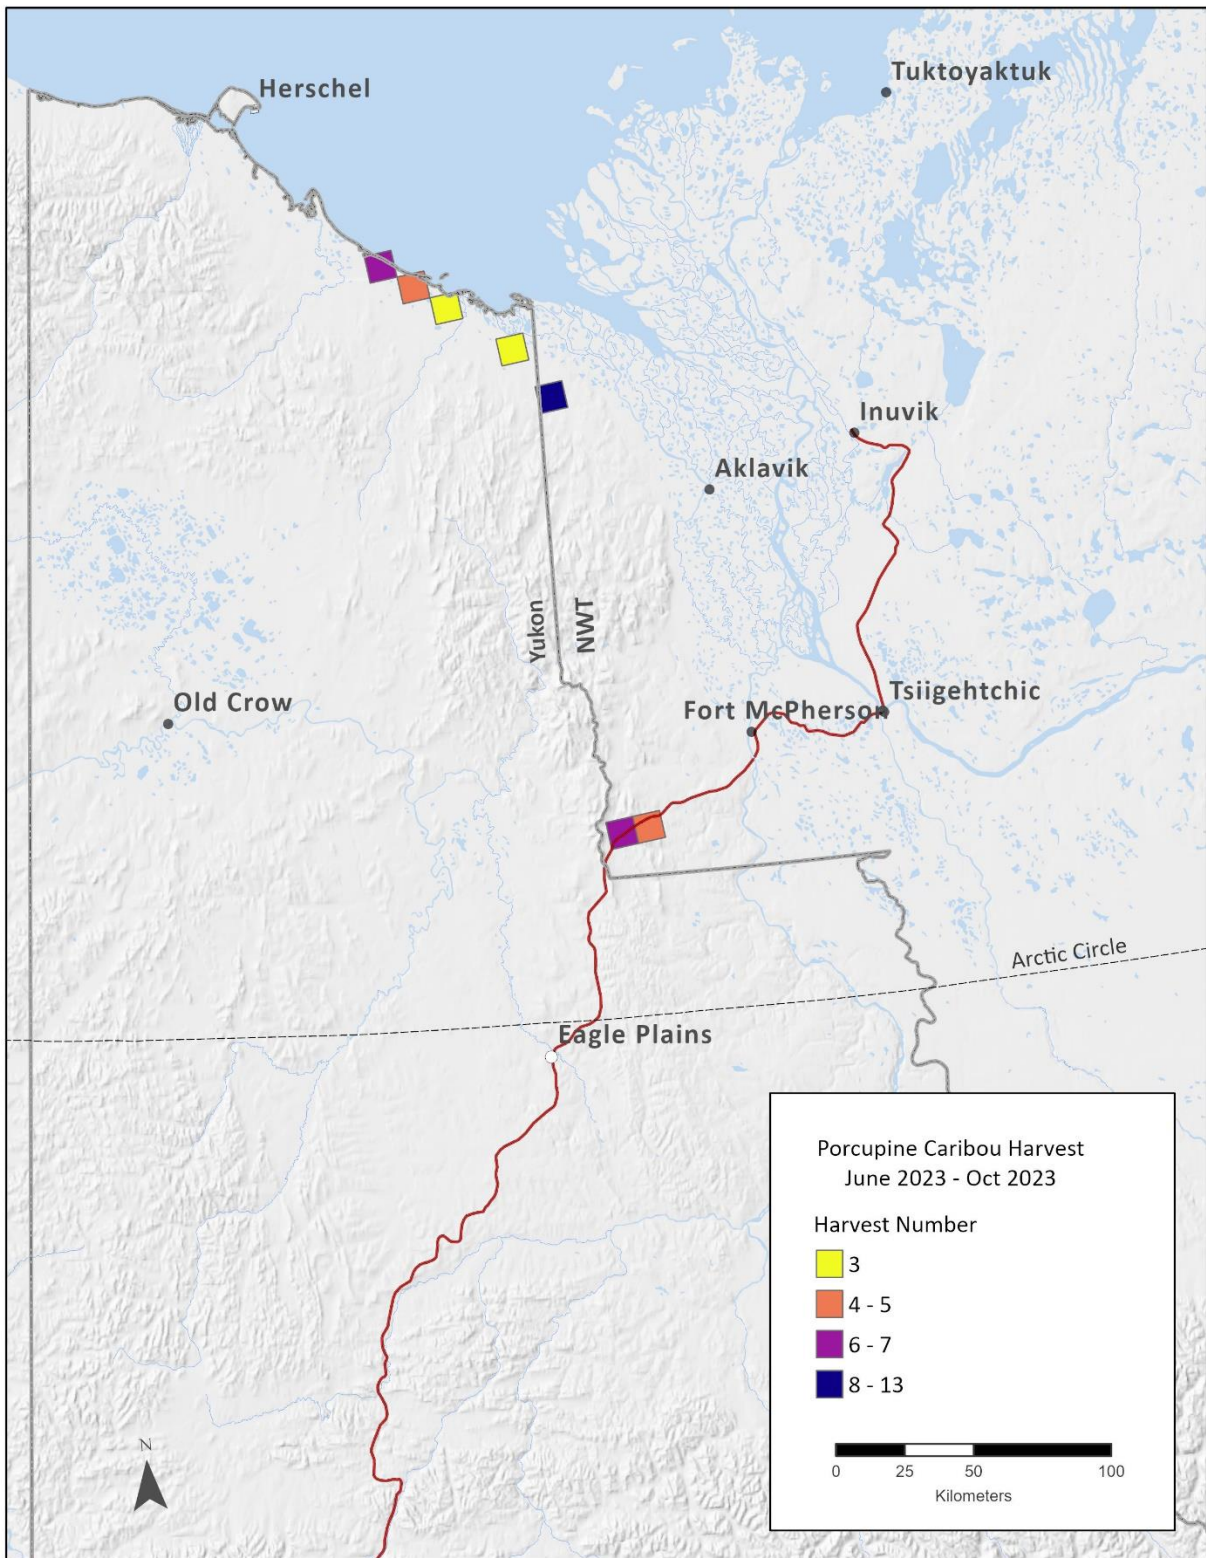 Tuktoyaktuk
Herschel
Inuvik
Aklavik
Yukon
NWT
Old Crow
Tsiigehtchic
Fort McPherson
Arctic Circle
Eagle Plains
Porcupine Caribou Harvest
June 2023 - Oct 2023
Harvest Number
3
4 - 5
6 - 7
8 - 13
N
0 25 50 100
Kilometers